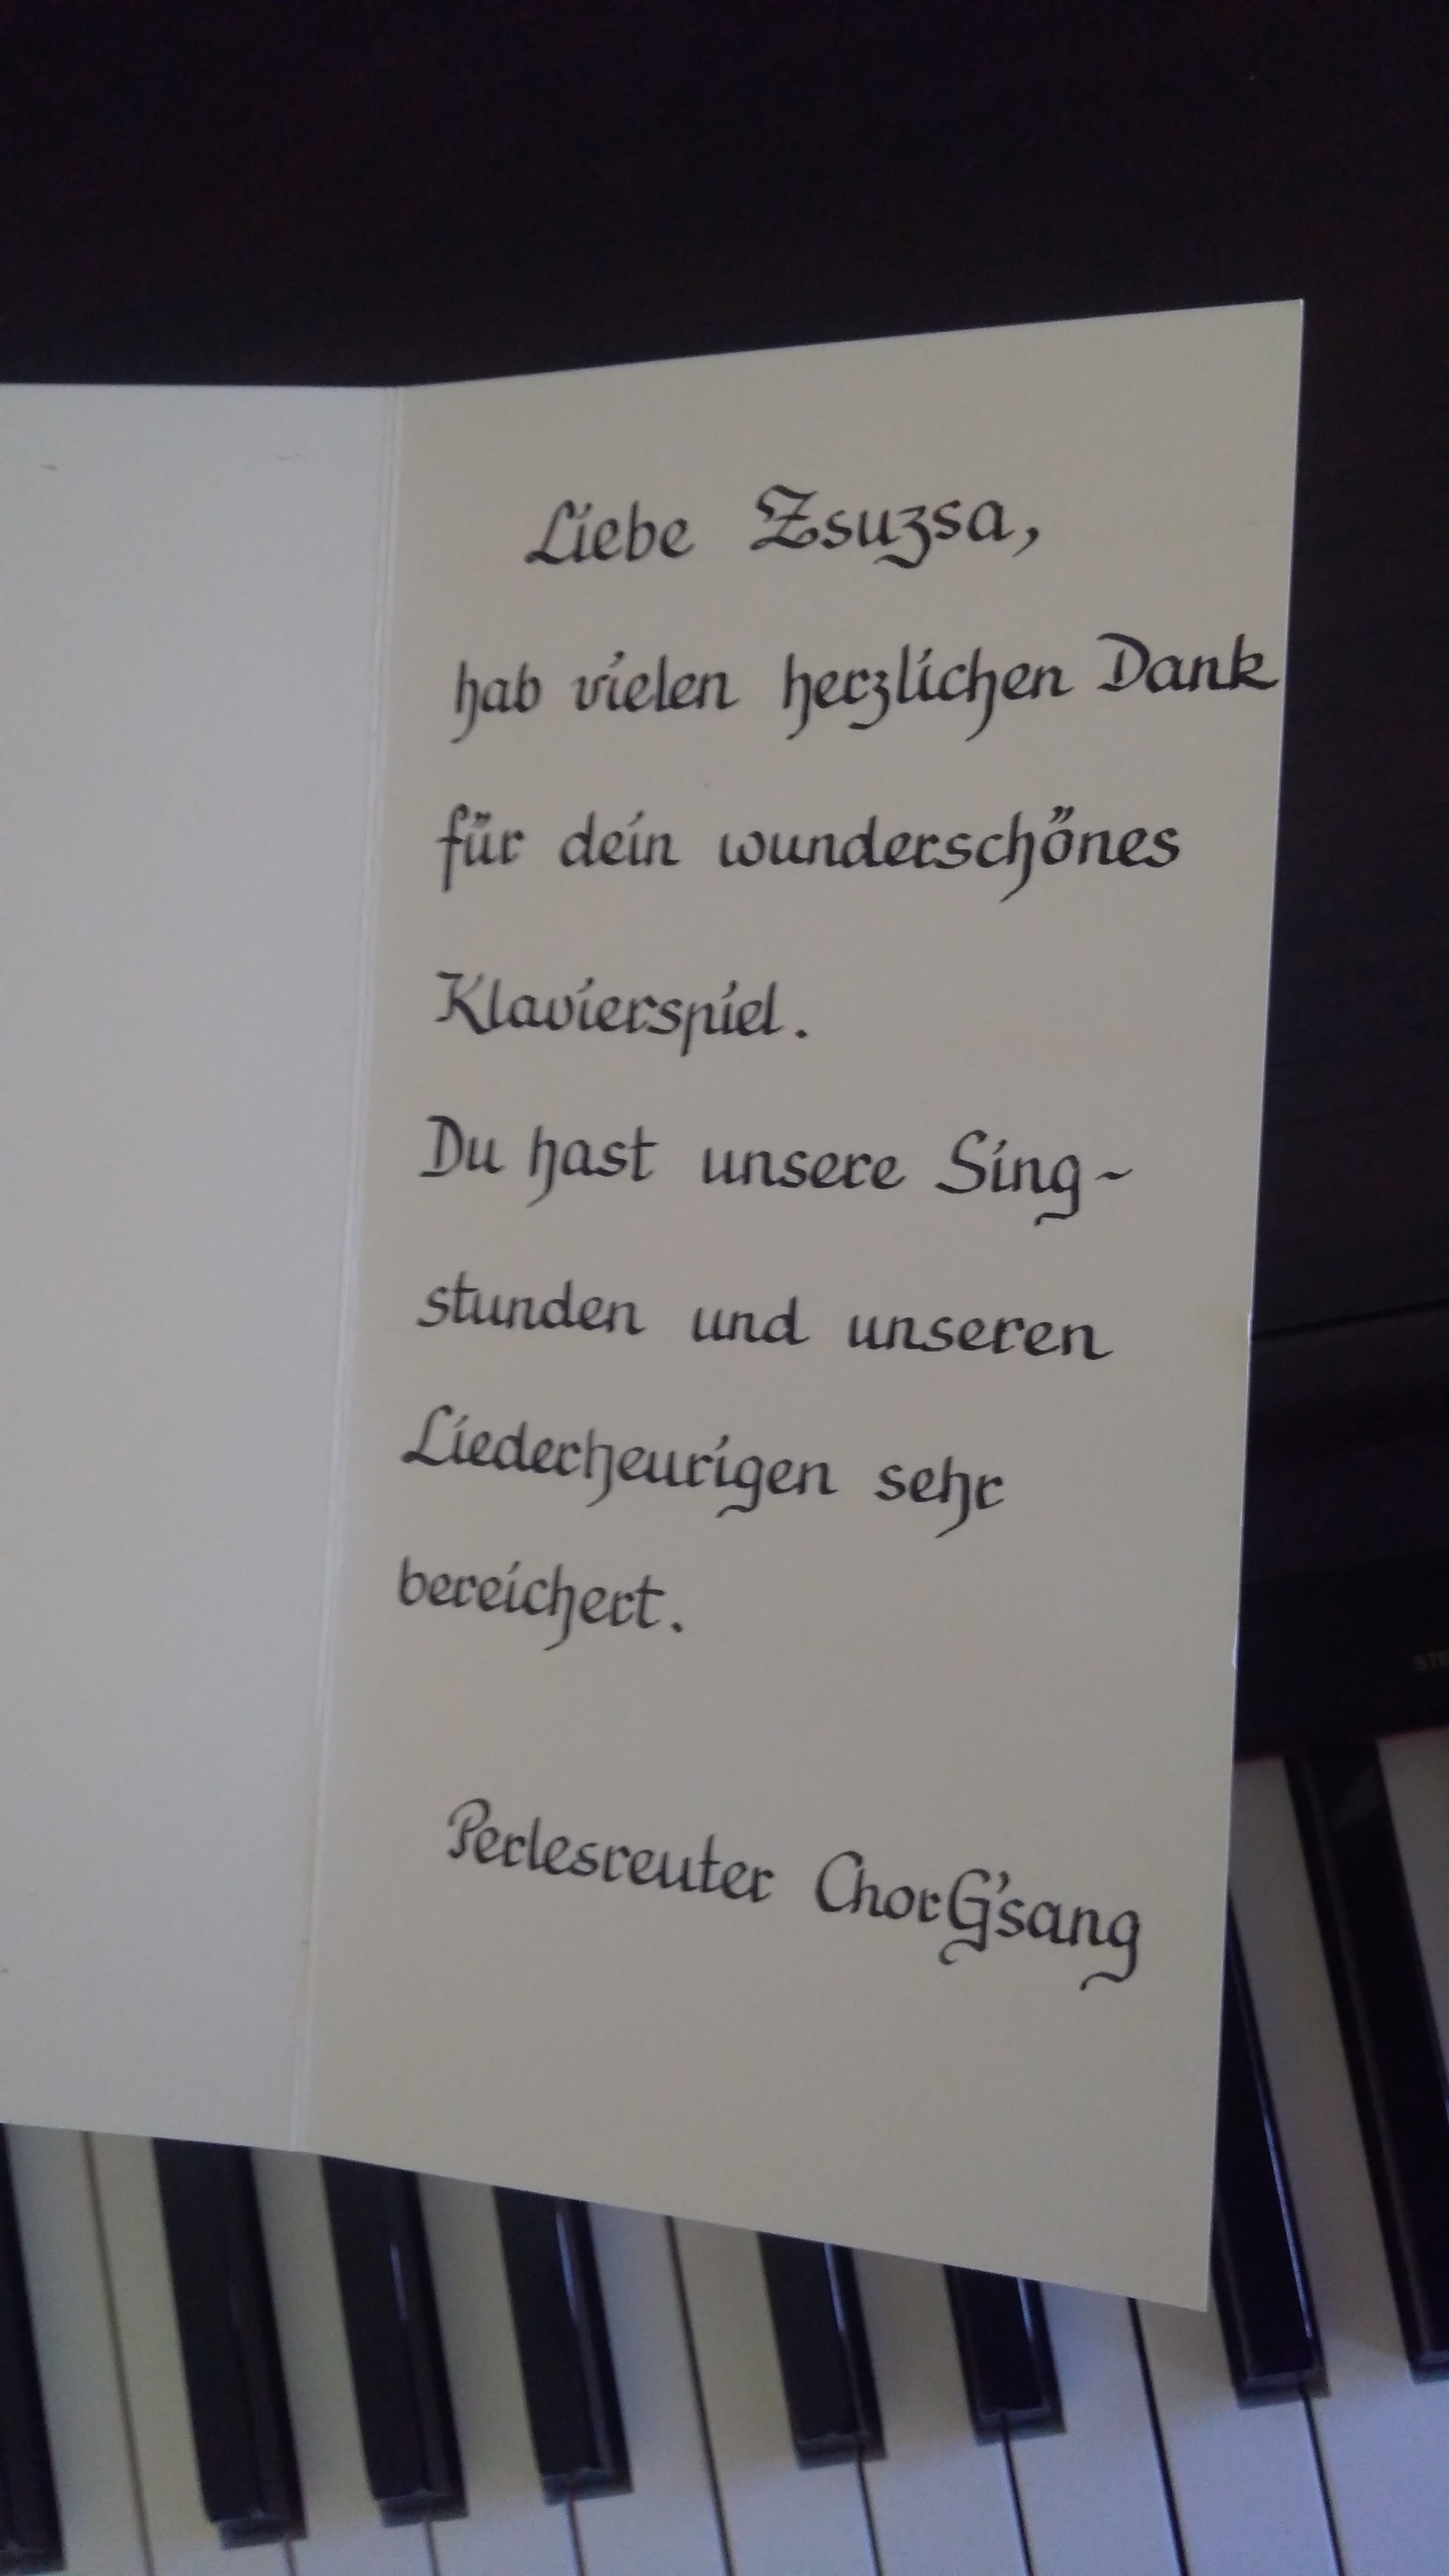 Liebe Zsuzsa,
hab vielen herzlichen Dank
für dein wunderschönes
Klavierspiel.
Du hast unsere Sing-
stunden und unseren
Liederheurigen sehr
bereichert.
Perlesreuter ChorG'sang